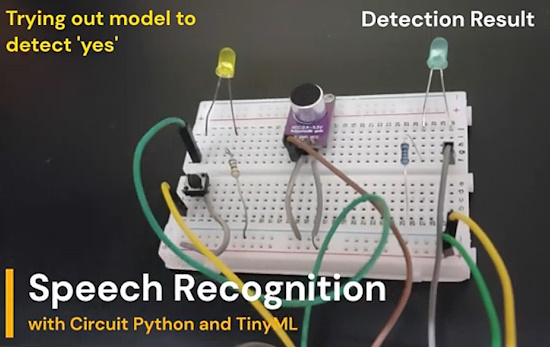 Trying out model to
detect 'yes'
Detection Result
Speech Recognition
with Circuit Python and TinyML